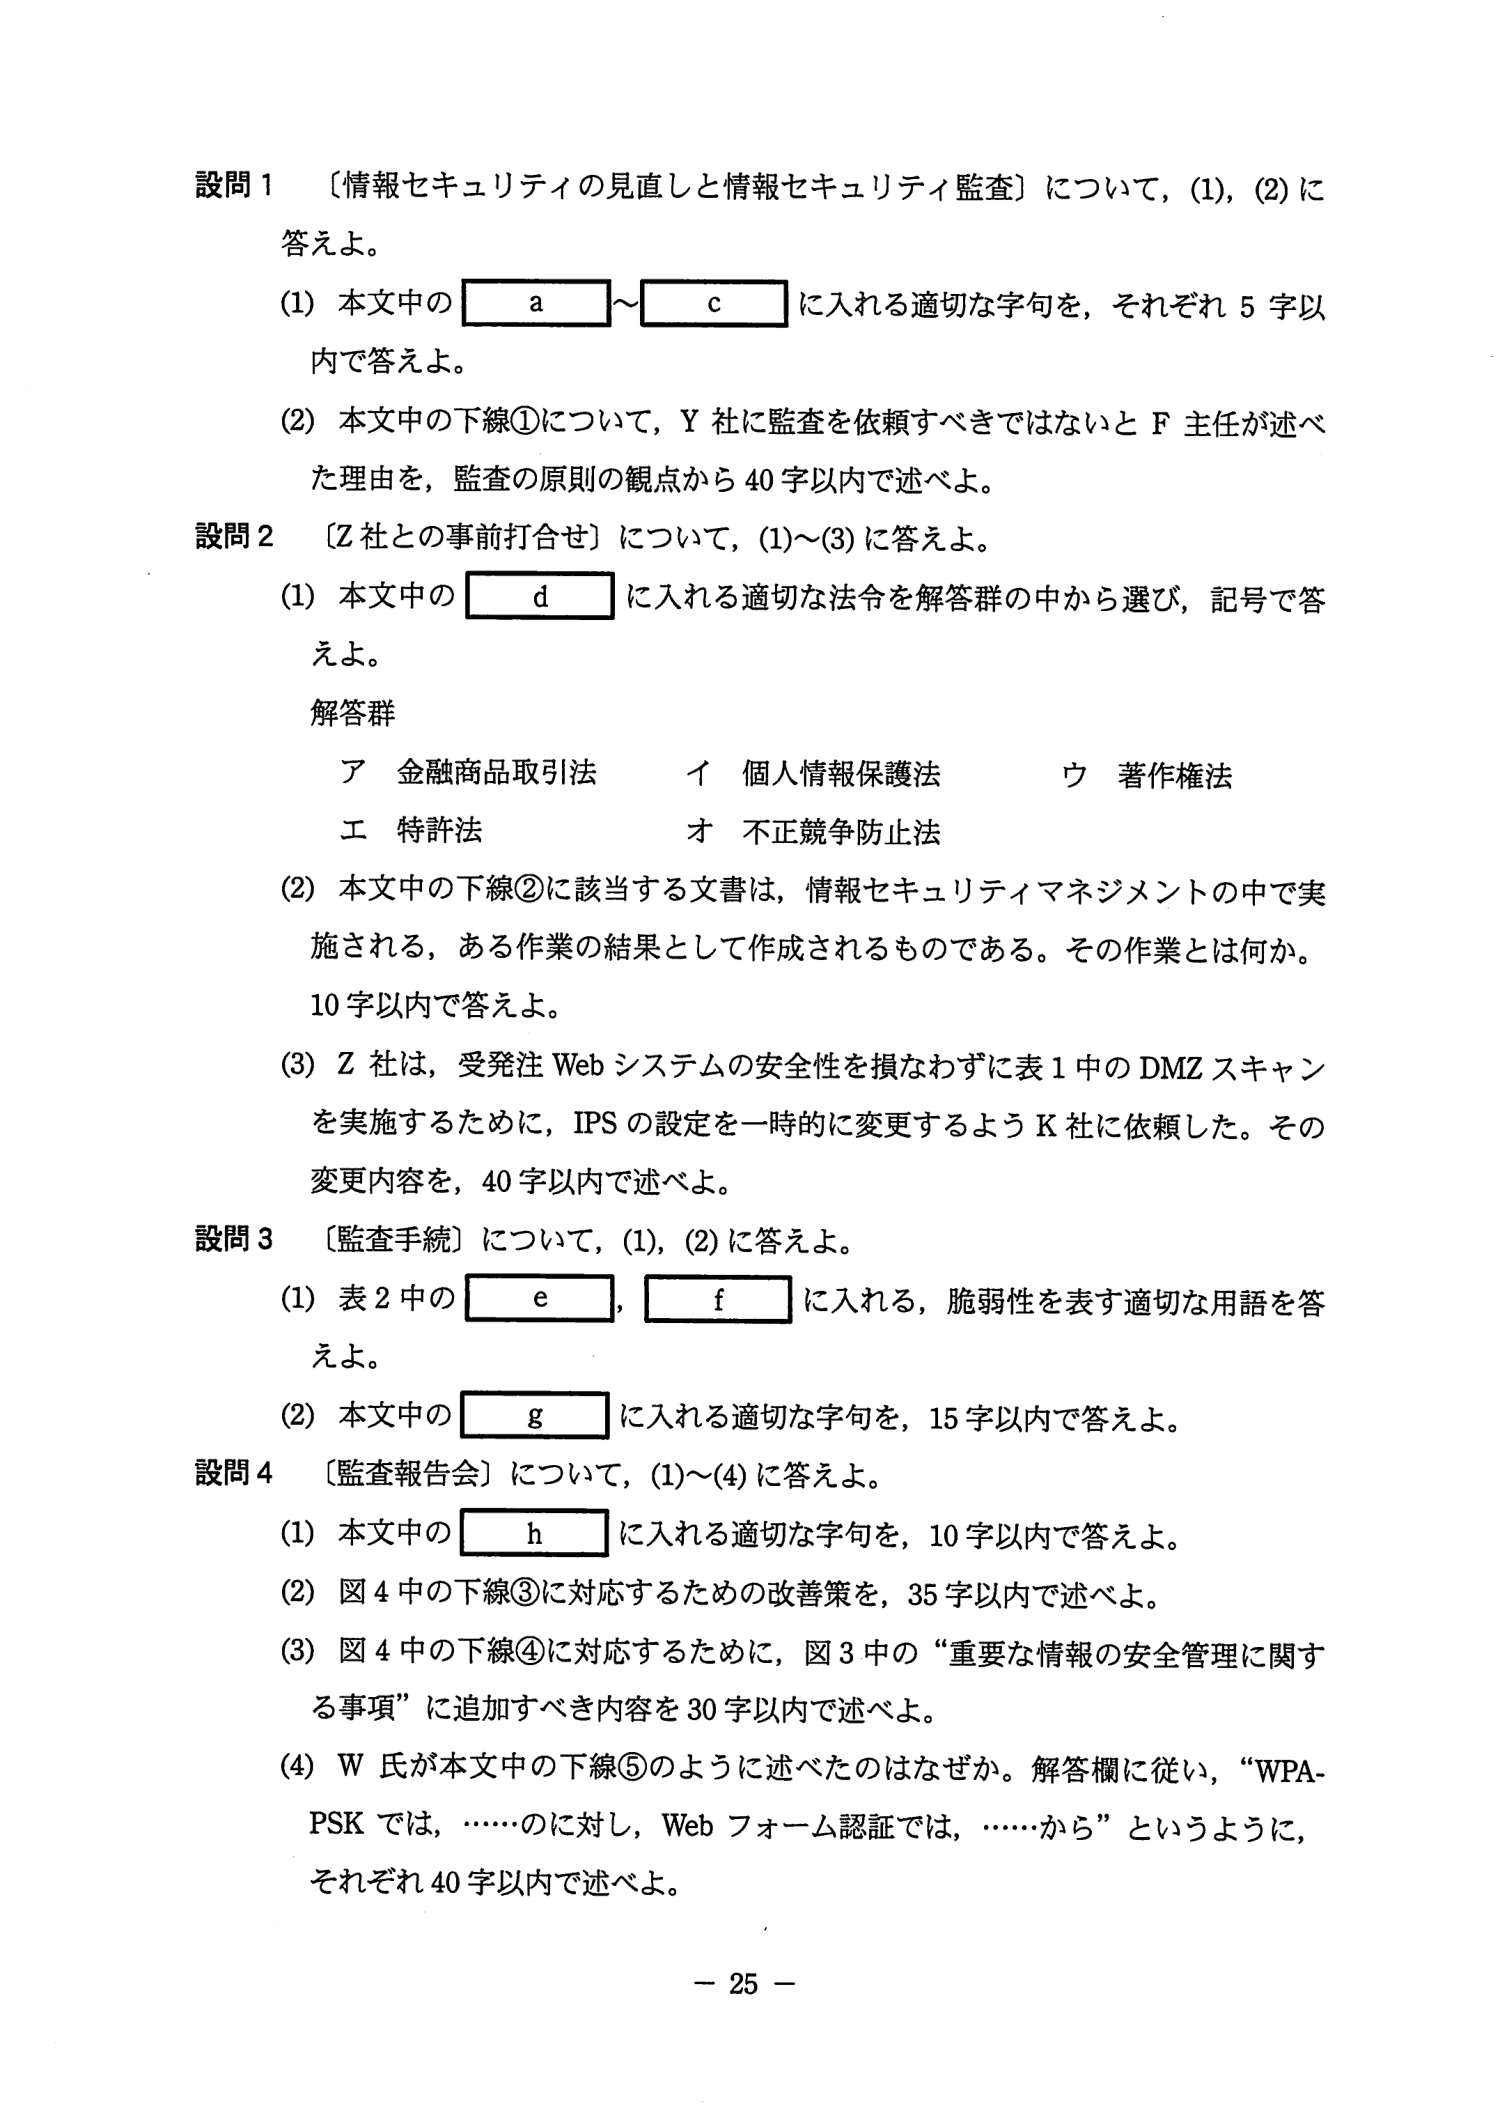 設問1　〔情報セキュリティの見直しと情報セキュリティ監査〕について，(1)，(2)に
答えよ。
(1)　本文中の　a　～　c　に入れる適切な字句を，それぞれ 5 字以
内で答えよ。
(2)　本文中の下線①について，Y 社に監査を依頼すべきではないと F 主任が述べ
た理由を，監査の原則の観点から 40 字以内で述べよ。
設問2　〔Z 社との事前打合せ〕について，(1)～(3)に答えよ。
(1)　本文中の　d　に入れる適切な法令を解答群の中から選び，記号で答
えよ。
解答群
ア　金融商品取引法　イ　個人情報保護法　ウ　著作権法
エ　特許法　オ　不正競争防止法
(2)　本文中の下線②に該当する文書は，情報セキュリティマネジメントの中で実
施される，ある作業の結果として作成されるものである。その作業とは何か。
10 字以内で答えよ。
(3)　Z 社は，受発注 Web システムの安全性を損なわずに表 1 中の DMZ スキャン
を実施するために，IPS の設定を一時的に変更するよう K 社に依頼した。その
変更内容を，40 字以内で述べよ。
設問3　〔監査手続〕について，(1)，(2)に答えよ。
(1)　表 2 中の　e　，　f　に入れる，脆弱性を表す適切な用語を答
えよ。
(2)　本文中の　g　に入れる適切な字句を，15 字以内で答えよ。
設問4　〔監査報告会〕について，(1)～(4)に答えよ。
(1)　本文中の　h　に入れる適切な字句を，10 字以内で答えよ。
(2)　図 4 中の下線③に対応するための改善策を，35 字以内で述べよ。
(3)　図 4 中の下線④に対応するために，図 3 中の“重要な情報の安全管理に関す
る事項”に追加すべき内容を 30 字以内で述べよ。
(4)　W 氏が本文中の下線⑤のように述べたのはなぜか。解答欄に従い，“WPA-
PSK では，……のに対し，Web フォーム認証では，……から”というように，
それぞれ 40 字以内で述べよ。
－ 25 －